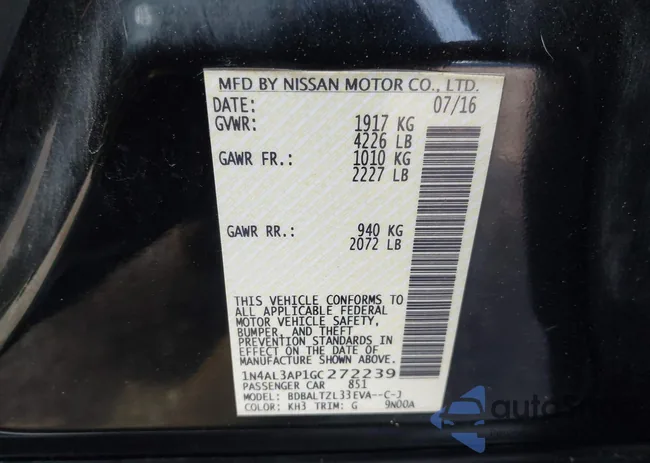 MFD BY NISSAN MOTOR CO., LTD.
DATE: 07/16
GVWR: 1917 KG
4226 LB
GAWR FR.: 1010 KG
2227 LB
GAWR RR.: 940 KG
2072 LB
THIS VEHICLE CONFORMS TO
ALL APPLICABLE FEDERAL
MOTOR VEHICLE SAFETY,
BUMPER, AND THEFT
PREVENTION STANDARDS IN
EFFECT ON THE DATE OF
MANUFACTURE SHOWN ABOVE.
1N4AL3AP1GC272239
PASSENGER CAR 851
MODEL: BDBALTZL33EVA--C-J
COLOR: KH3 TRIM: G 9N00A